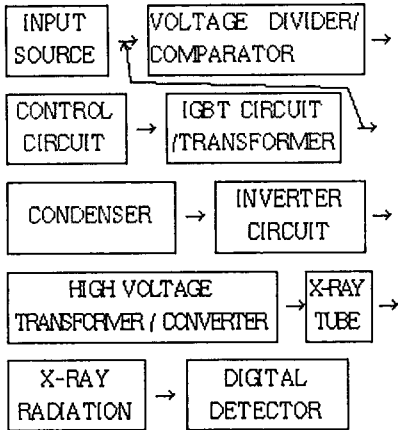 INPUT
SOURCE
VOLTAGE DIVIDER/
COMPARATOR
CONTROL
CIRCUIT
IGBT CIRCUIT
/TRANSFORMER
CONDENSER
INVERTER
CIRCUIT
HIGH VOLTAGE
TRANSFORMER / CONVERTER
X-RAY
TUBE
X-RAY
RADIATION
DIGITAL
DETECTOR